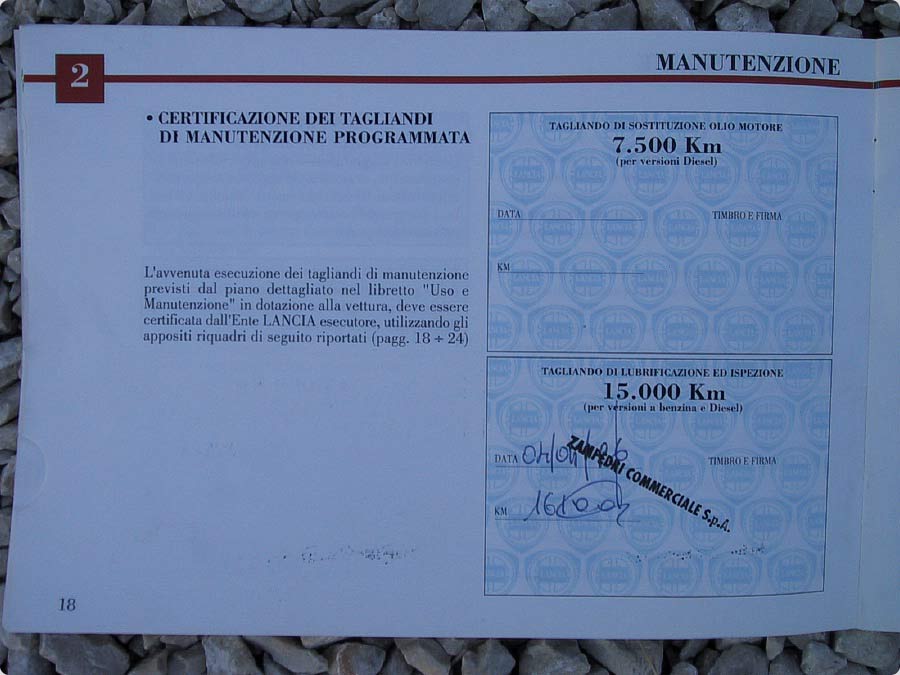 2
MANUTENZIONE
• CERTIFICAZIONE DEI TAGLIANDI
DI MANUTENZIONE PROGRAMMATA
L'avvenuta esecuzione dei tagliandi di manutenzione
previsti dal piano dettagliato nel libretto "Uso e
Manutenzione" in dotazione alla vettura, deve essere
certificata dall'Ente LANCIA esecutore, utilizzando gli
appositi riquadri di seguito riportati (pagg. 18 ÷ 24)
TAGLIANDO DI SOSTITUZIONE OLIO MOTORE
7.500 Km
(per versioni Diesel)
DATA
TIMBRO E FIRMA
KM
TAGLIANDO DI LUBRIFICAZIONE ED ISPEZIONE
15.000 Km
(per versioni a benzina e Diesel)
DATA
TIMBRO E FIRMA
ZAMPEDRI COMMERCIALE S.p.A.
KM
18